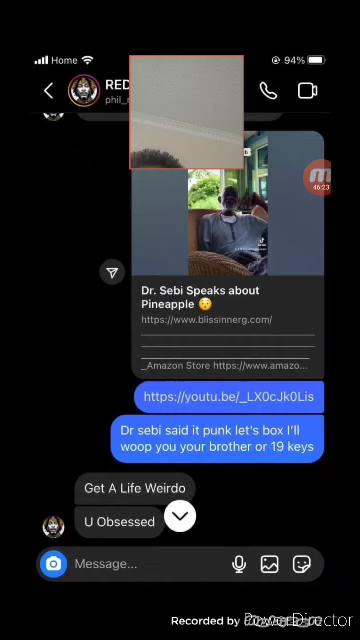 Home
94%
RED
phil_
46:23
Dr. Sebi Speaks about
Pineapple 😯
https://www.blissinnerg.com/
_Amazon Store https://www.amazo...
https://youtu.be/_LX0cJk0Lis
Dr sebi said it punk let's box I'll
woop you your brother or 19 keys
Get A Life Weirdo
U Obsessed
Message...
Recorded by
PowerDirector